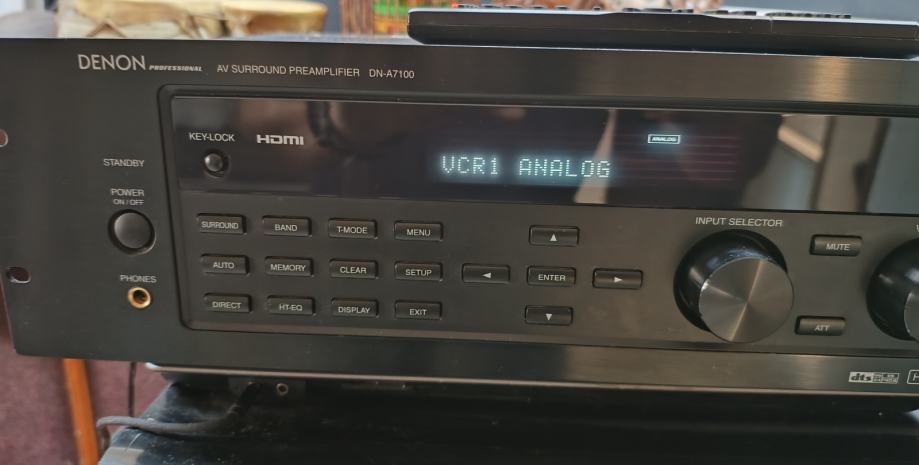 DENON PROFESSIONAL AV SURROUND PREAMPLIFIER DN-A7100
KEY-LOCK HDMI
ANALOG
VCR1 ANALOG
STANDBY
POWER
ON / OFF
PHONES
SURROUND BAND T-MODE MENU
AUTO MEMORY CLEAR SETUP
DIRECT HT-EQ DISPLAY EXIT
▲
◄ ENTER ►
▼
INPUT SELECTOR
MUTE
ATT
dts